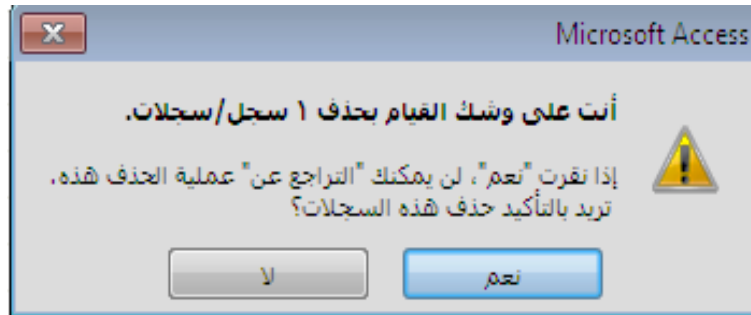 Microsoft Access
أنت على وشك القيام بحذف ١ سجل/سجلات.
إذا نقرت "نعم"، لن يمكنك "التراجع عن" عملية الحذف هذه.
تريد بالتأكيد حذف هذه السجلات؟
نعم
لا